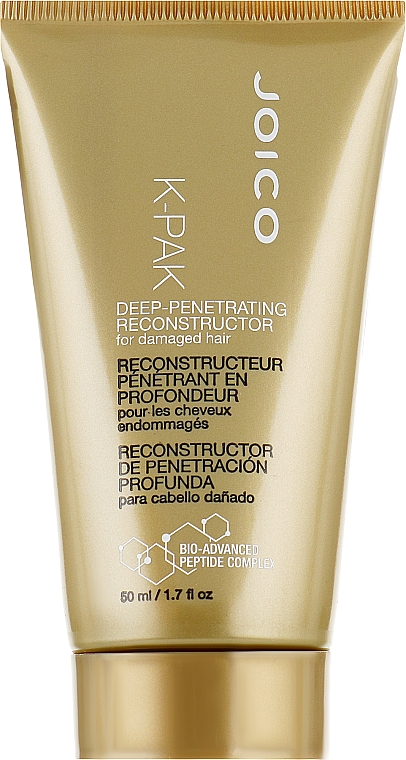 JOICO
K-PAK
DEEP-PENETRATING
RECONSTRUCTOR
for damaged hair
RECONSTRUCTEUR
PÉNÉTRANT EN
PROFONDEUR
pour les cheveux
endommagés
RECONSTRUCTOR
DE PENETRACIÓN
PROFUNDA
para cabello dañado
BIO-ADVANCED
PEPTIDE COMPLEX
50 ml / 1.7 fl oz